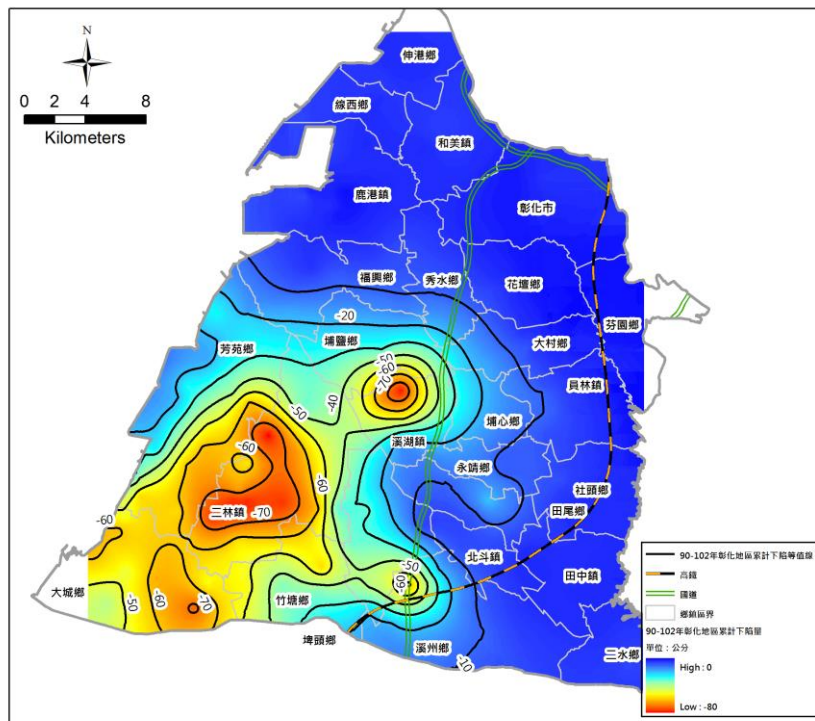 N
0 2 4 8
Kilometers
伸港鄉
線西鄉
和美鎮
鹿港鎮
彰化市
福興鄉
秀水鄉
花壇鄉
芬園鄉
-20
埔鹽鄉
大村鄉
芳苑鄉
-50
-60
-70
員林鎮
-40
-50
埔心鄉
溪湖鎮
-60
永靖鄉
-60
社頭鄉
二林鎮
-70
田尾鄉
-60
北斗鎮
-50
-60
田中鎮
大城鄉
-50
-60
-70
竹塘鄉
埤頭鄉
溪州鄉
-10
二水鄉
90-102年彰化地區累計下陷等值線
高鐵
國道
鄉鎮區界
90-102年彰化地區累計下陷量
單位：公分
High : 0
Low : -80